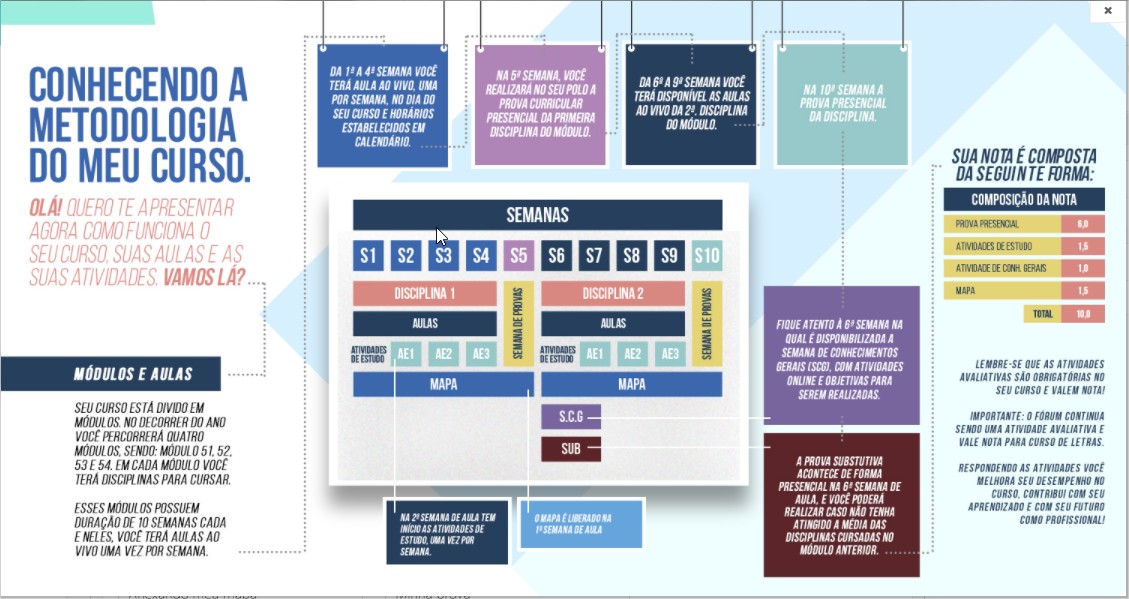 CONHECENDO A
METODOLOGIA
DO MEU CURSO.
OLÁ! QUERO TE APRESENTAR
AGORA COMO FUNCIONA O
SEU CURSO, SUAS AULAS E AS
SUAS ATIVIDADES. VAMOS LÁ?
MÓDULOS E AULAS
SEU CURSO ESTÁ DIVIDO EM
MÓDULOS. NO DECORRER DO ANO
VOCÊ PERCORRERÁ QUATRO
MÓDULOS, SENDO: MÓDULO 51, 52,
53 E 54. EM CADA MÓDULO VOCÊ
TERÁ DISCIPLINAS PARA CURSAR.
ESSES MÓDULOS POSSUEM
DURAÇÃO DE 10 SEMANAS CADA
E NELES, VOCÊ TERÁ AULAS AO
VIVO UMA VEZ POR SEMANA.
DA 1ª A 4ª SEMANA VOCÊ
TERÁ AULA AO VIVO, UMA
POR SEMANA, NO DIA DO
SEU CURSO E HORÁRIOS
ESTABELECIDOS EM
CALENDÁRIO.
NA 5ª SEMANA, VOCÊ
REALIZARÁ NO SEU POLO A
PROVA CURRICULAR
PRESENCIAL DA PRIMEIRA
DISCIPLINA DO MÓDULO.
DA 6ª A 9ª SEMANA VOCÊ
TERÁ DISPONÍVEL AS AULAS
AO VIVO DA 2ª. DISCIPLINA
DO MÓDULO.
NA 10ª SEMANA A
PROVA PRESENCIAL
DA DISCIPLINA.
SEMANAS
S1 S2 S3 S4 S5 S6 S7 S8 S9 S10
DISCIPLINA 1
DISCIPLINA 2
AULAS
AULAS
SEMANA DE PROVAS
SEMANA DE PROVAS
ATIVIDADES
DE ESTUDO
AE1 AE2 AE3
ATIVIDADES
DE ESTUDO
AE1 AE2 AE3
MAPA
MAPA
S.C.G
SUB
NA 2ª SEMANA DE AULA TEM
INÍCIO AS ATIVIDADES DE
ESTUDO, UMA VEZ POR
SEMANA.
O MAPA É LIBERADO NA
1ª SEMANA DE AULA
FIQUE ATENTO À 6ª SEMANA NA
QUAL É DISPONIBILIZADA A
SEMANA DE CONHECIMENTOS
GERAIS (SCG), COM ATIVIDADES
ONLINE E OBJETIVAS PARA
SEREM REALIZADAS.
A PROVA SUBSTUTIVA
ACONTECE DE FORMA
PRESENCIAL NA 6ª SEMANA DE
AULA, E VOCÊ PODERÁ
REALIZAR CASO NÃO TENHA
ATINGIDO A MÉDIA DAS
DISCIPLINAS CURSADAS NO
MÓDULO ANTERIOR.
SUA NOTA É COMPOSTA
DA SEGUINTE FORMA:
COMPOSIÇÃO DA NOTA
PROVA PRESENCIAL 6,0
ATIVIDADES DE ESTUDO 1,5
ATIVIDADE DE CONH. GERAIS 1,0
MAPA 1,5
TOTAL 10,0
LEMBRE-SE QUE AS ATIVIDADES
AVALIATIVAS SÃO OBRIGATÓRIAS NO
SEU CURSO E VALEM NOTA!
IMPORTANTE: O FÓRUM CONTINUA
SENDO UMA ATIVIDADE AVALIATIVA E
VALE NOTA PARA CURSO DE LETRAS.
RESPONDENDO AS ATIVIDADES VOCÊ
MELHORA SEU DESEMPENHO NO
CURSO, CONTRIBUI COM SEU
APRENDIZADO E COM SEU FUTURO
COMO PROFISSIONAL!